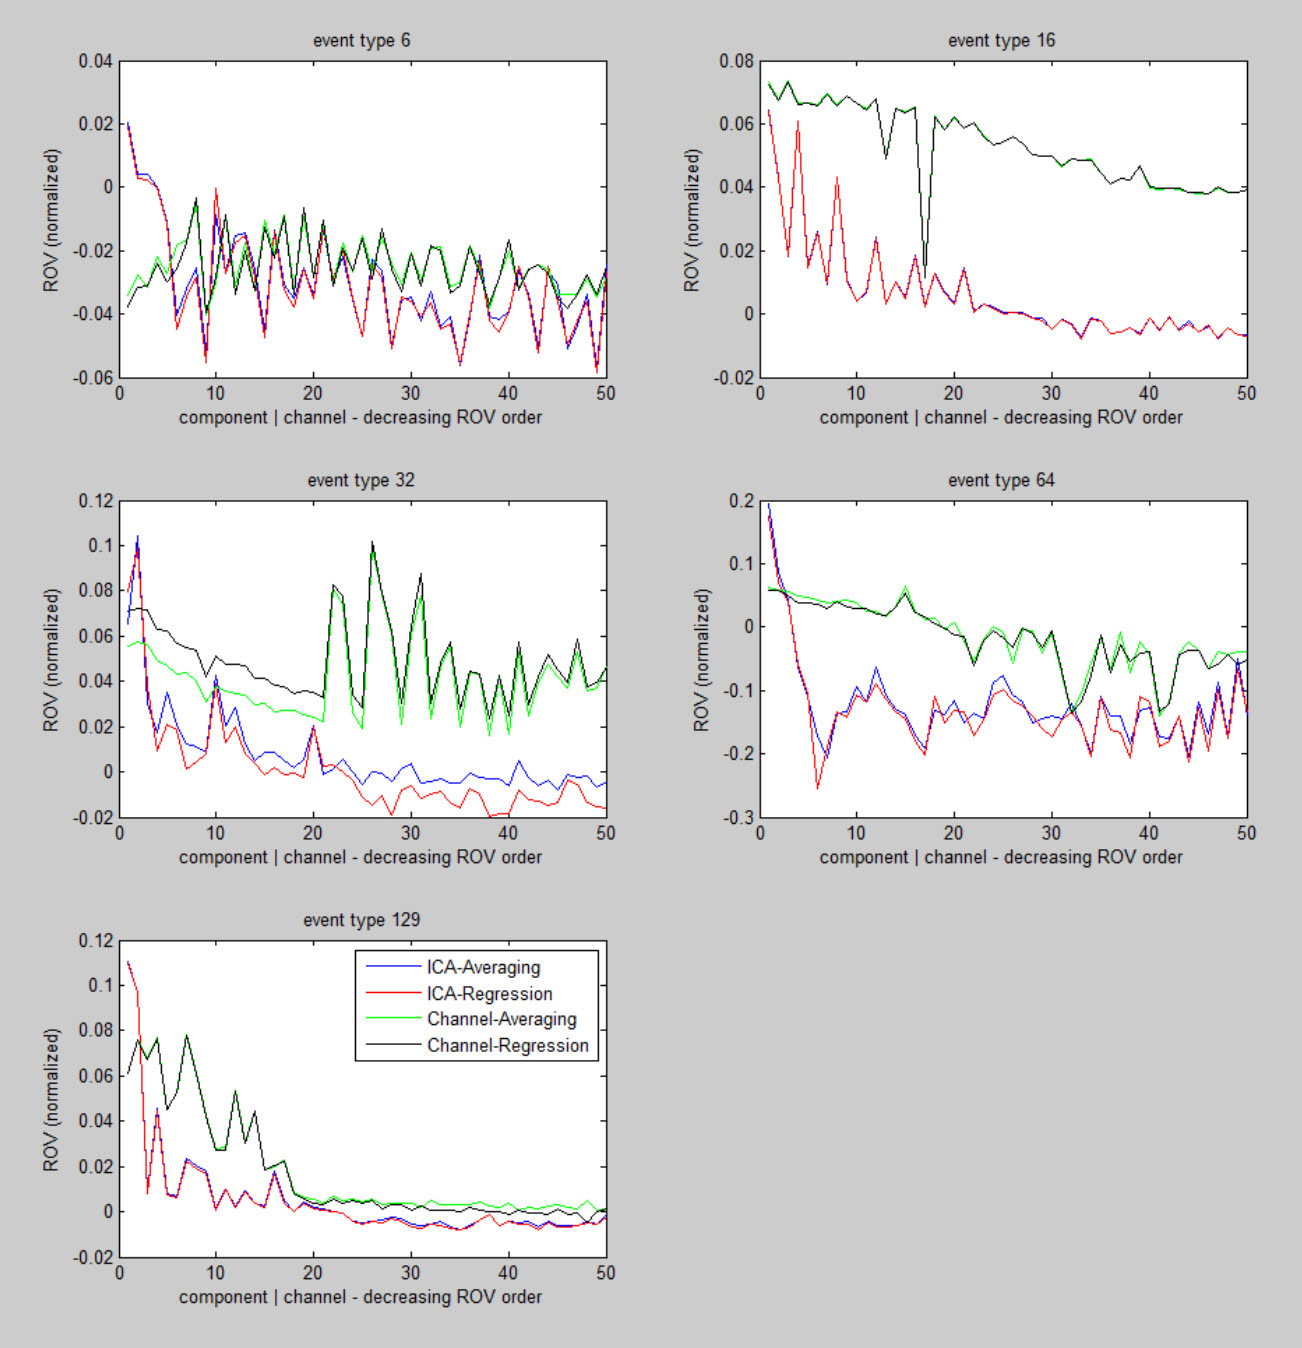 event type 6
0.04
0.02
0
-0.02
-0.04
-0.06
ROV (normalized)
0 10 20 30 40 50
component | channel - decreasing ROV order
event type 16
0.08
0.06
0.04
0.02
0
-0.02
ROV (normalized)
0 10 20 30 40 50
component | channel - decreasing ROV order
event type 32
0.12
0.1
0.08
0.06
0.04
0.02
0
-0.02
ROV (normalized)
0 10 20 30 40 50
component | channel - decreasing ROV order
event type 64
0.2
0.1
0
-0.1
-0.2
-0.3
ROV (normalized)
0 10 20 30 40 50
component | channel - decreasing ROV order
event type 129
0.12
0.1
0.08
0.06
0.04
0.02
0
-0.02
ROV (normalized)
ICA-Averaging
ICA-Regression
Channel-Averaging
Channel-Regression
0 10 20 30 40 50
component | channel - decreasing ROV order